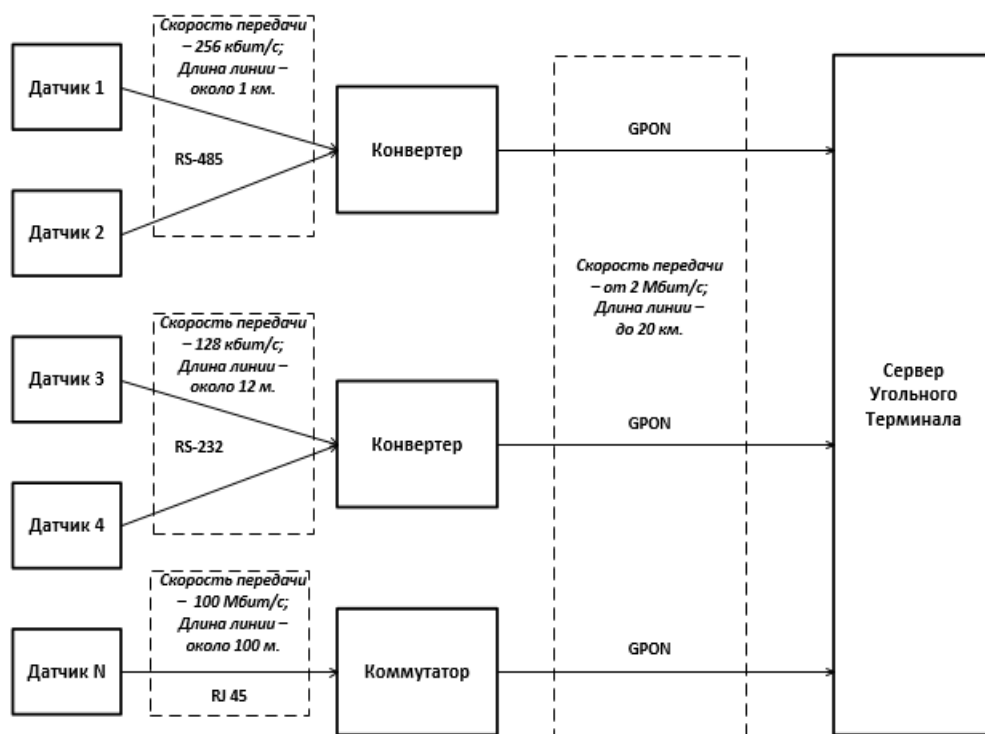 Скорость передачи
– 256 кбит/с;
Длина линии –
около 1 км.
Датчик 1
RS-485
Датчик 2
Конвертер
GPON
Скорость передачи
– 128 кбит/с;
Длина линии –
около 12 м.
Датчик 3
RS-232
Датчик 4
Конвертер
GPON
Скорость передачи
– от 2 Мбит/с;
Длина линии –
до 20 км.
Скорость передачи
– 100 Мбит/с;
Длина линии –
около 100 м.
Датчик N
RJ 45
Коммутатор
GPON
Сервер
Угольного
Терминала